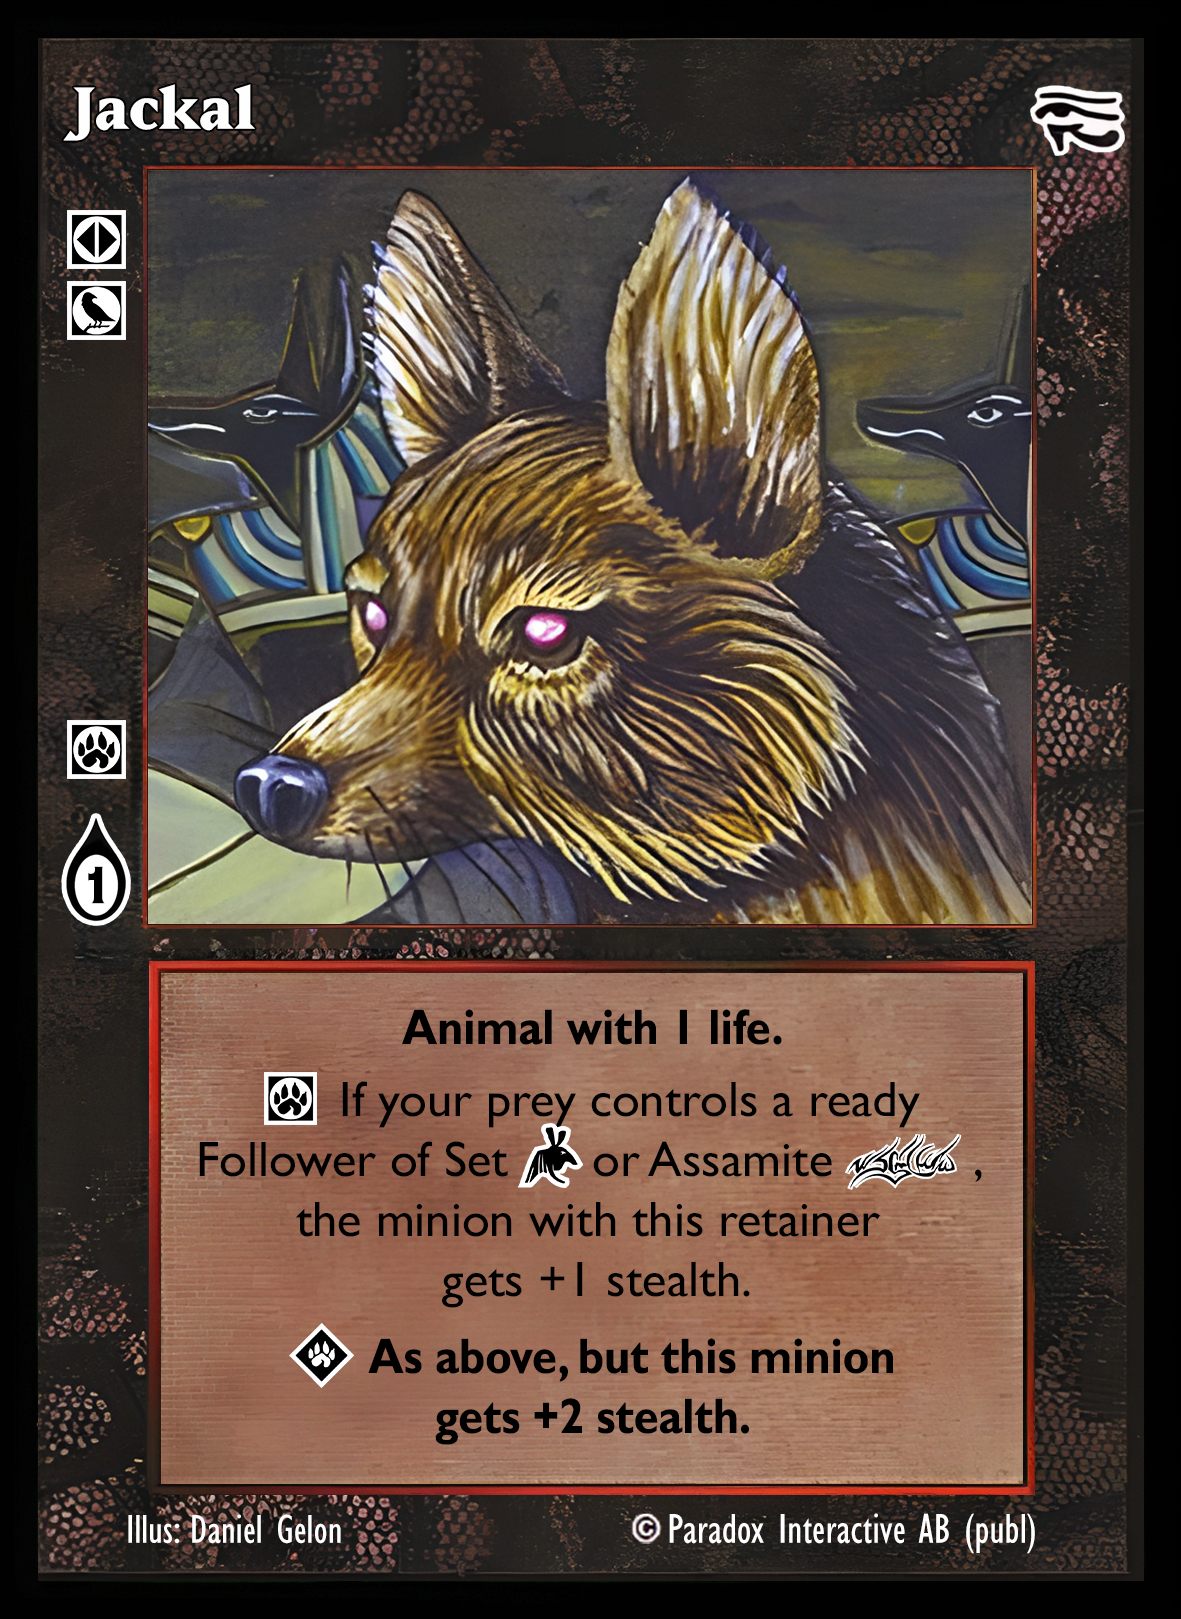 Jackal
1
Animal with 1 life.
If your prey controls a ready
Follower of Set or Assamite ,
the minion with this retainer
gets +1 stealth.
As above, but this minion
gets +2 stealth.
Illus: Daniel Gelon
© Paradox Interactive AB (publ)